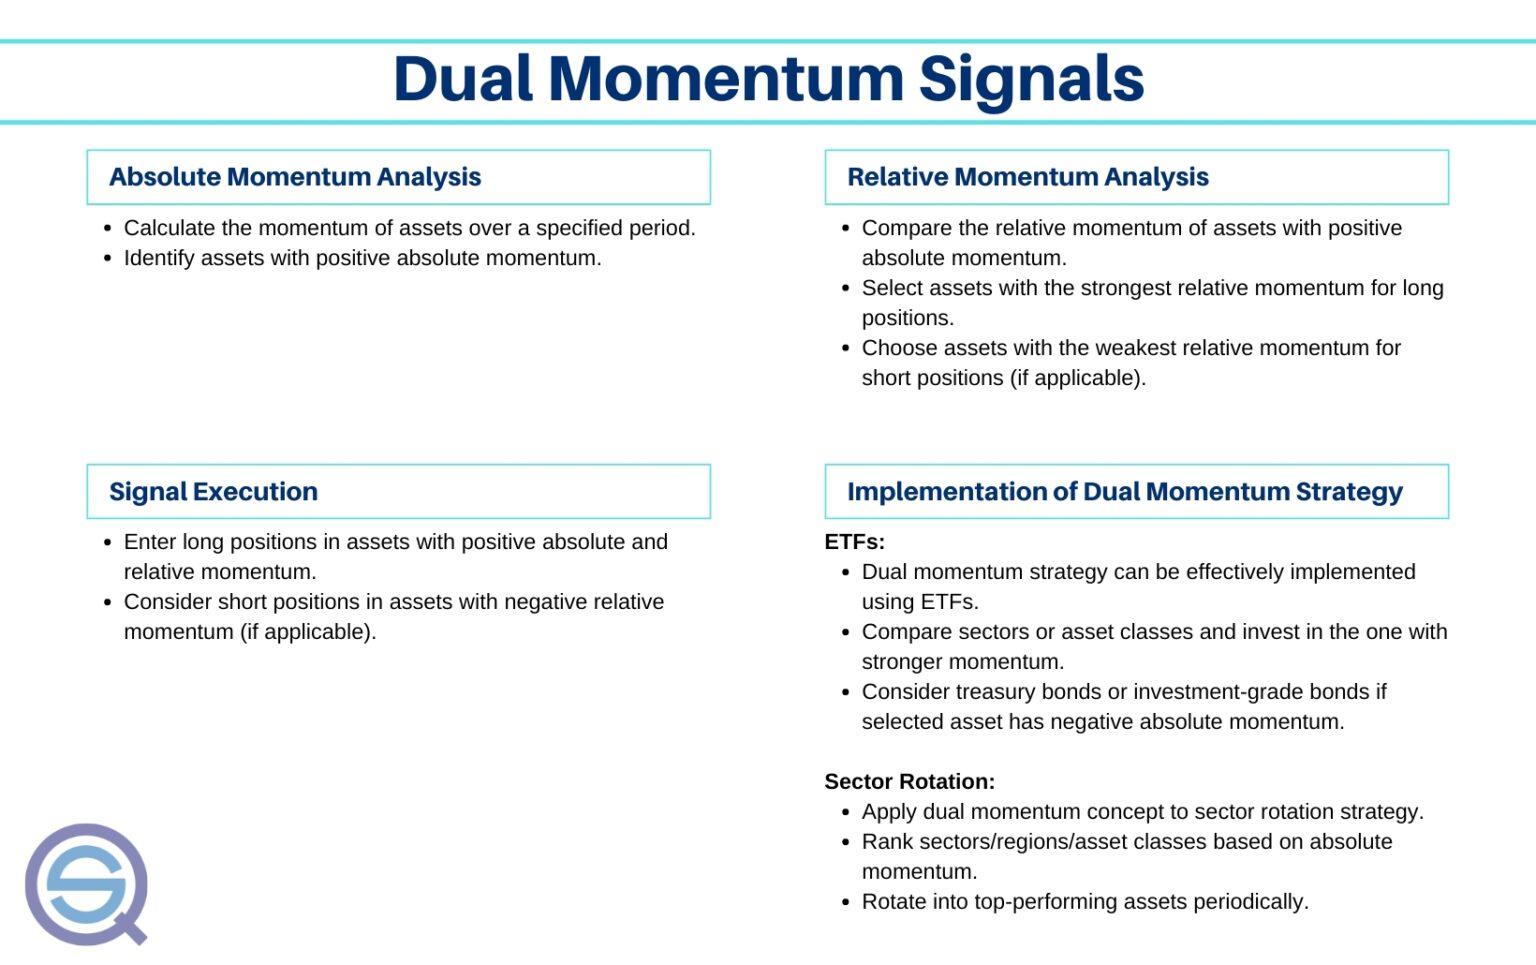 Dual Momentum Signals
Absolute Momentum Analysis
• Calculate the momentum of assets over a specified period.
• Identify assets with positive absolute momentum.
Relative Momentum Analysis
• Compare the relative momentum of assets with positive
absolute momentum.
• Select assets with the strongest relative momentum for long
positions.
• Choose assets with the weakest relative momentum for
short positions (if applicable).
Signal Execution
• Enter long positions in assets with positive absolute and
relative momentum.
• Consider short positions in assets with negative relative
momentum (if applicable).
Implementation of Dual Momentum Strategy
ETFs:
• Dual momentum strategy can be effectively implemented
using ETFs.
• Compare sectors or asset classes and invest in the one with
stronger momentum.
• Consider treasury bonds or investment-grade bonds if
selected asset has negative absolute momentum.
Sector Rotation:
• Apply dual momentum concept to sector rotation strategy.
• Rank sectors/regions/asset classes based on absolute
momentum.
• Rotate into top-performing assets periodically.